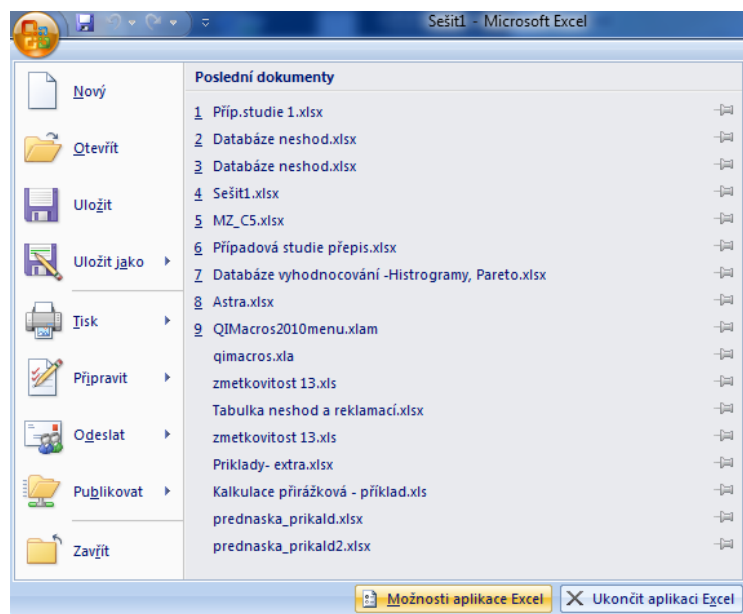 Sešit1 - Microsoft Excel
Nový
Otevřít
Uložit
Uložit jako
Tisk
Připravit
Odeslat
Publikovat
Zavřít
Poslední dokumenty
1 Příp.studie 1.xlsx
2 Databáze neshod.xlsx
3 Databáze neshod.xlsx
4 Sešit1.xlsx
5 MZ_C5.xlsx
6 Případová studie přepis.xlsx
7 Databáze vyhodnocování -Histrogramy, Pareto.xlsx
8 Astra.xlsx
9 QIMacros2010menu.xlam
qimacros.xla
zmetkovitost 13.xls
Tabulka neshod a reklamací.xlsx
zmetkovitost 13.xls
Priklady- extra.xlsx
Kalkulace přirážková - příklad.xls
prednaska_prikald.xlsx
prednaska_prikald2.xlsx
Možnosti aplikace Excel
Ukončit aplikaci Excel